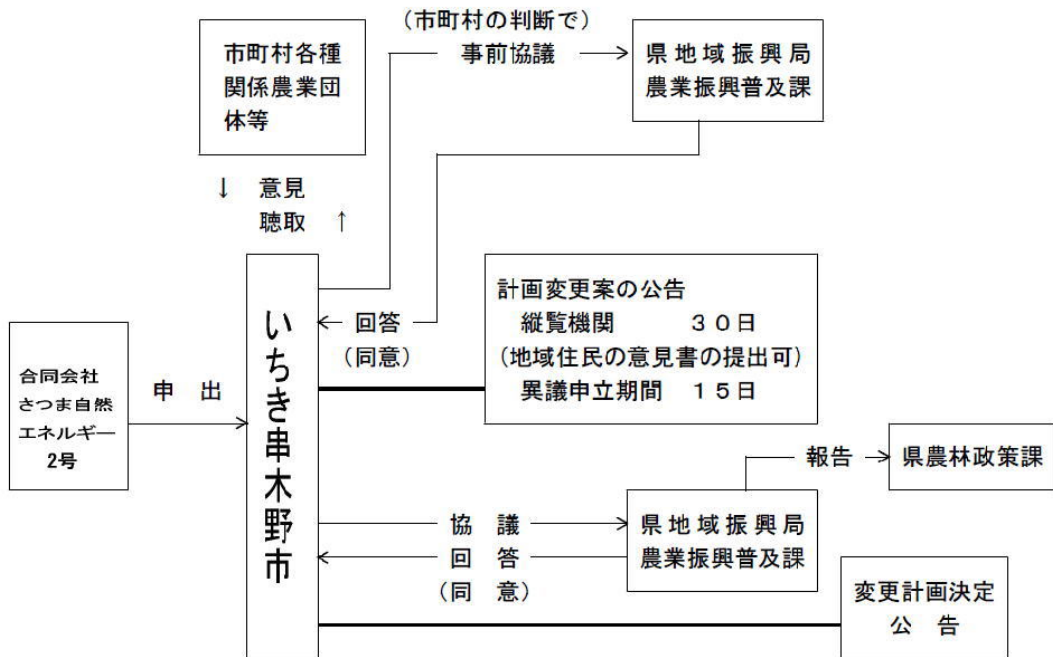 （市町村の判断で）
事前協議
市町村各種
関係農業団
体等
県地域振興局
農業振興普及課
↓ 意見
聴取 ↑
計画変更案の公告
縦覧機関 ３０日
（地域住民の意見書の提出可）
異議申立期間 １５日
回答
（同意）
合同会社
さつま自然
エネルギー
2号
申 出
いちき串木野市
報告
県農林政策課
協 議
回 答
（同 意）
県地域振興局
農業振興普及課
変更計画決定
公 告